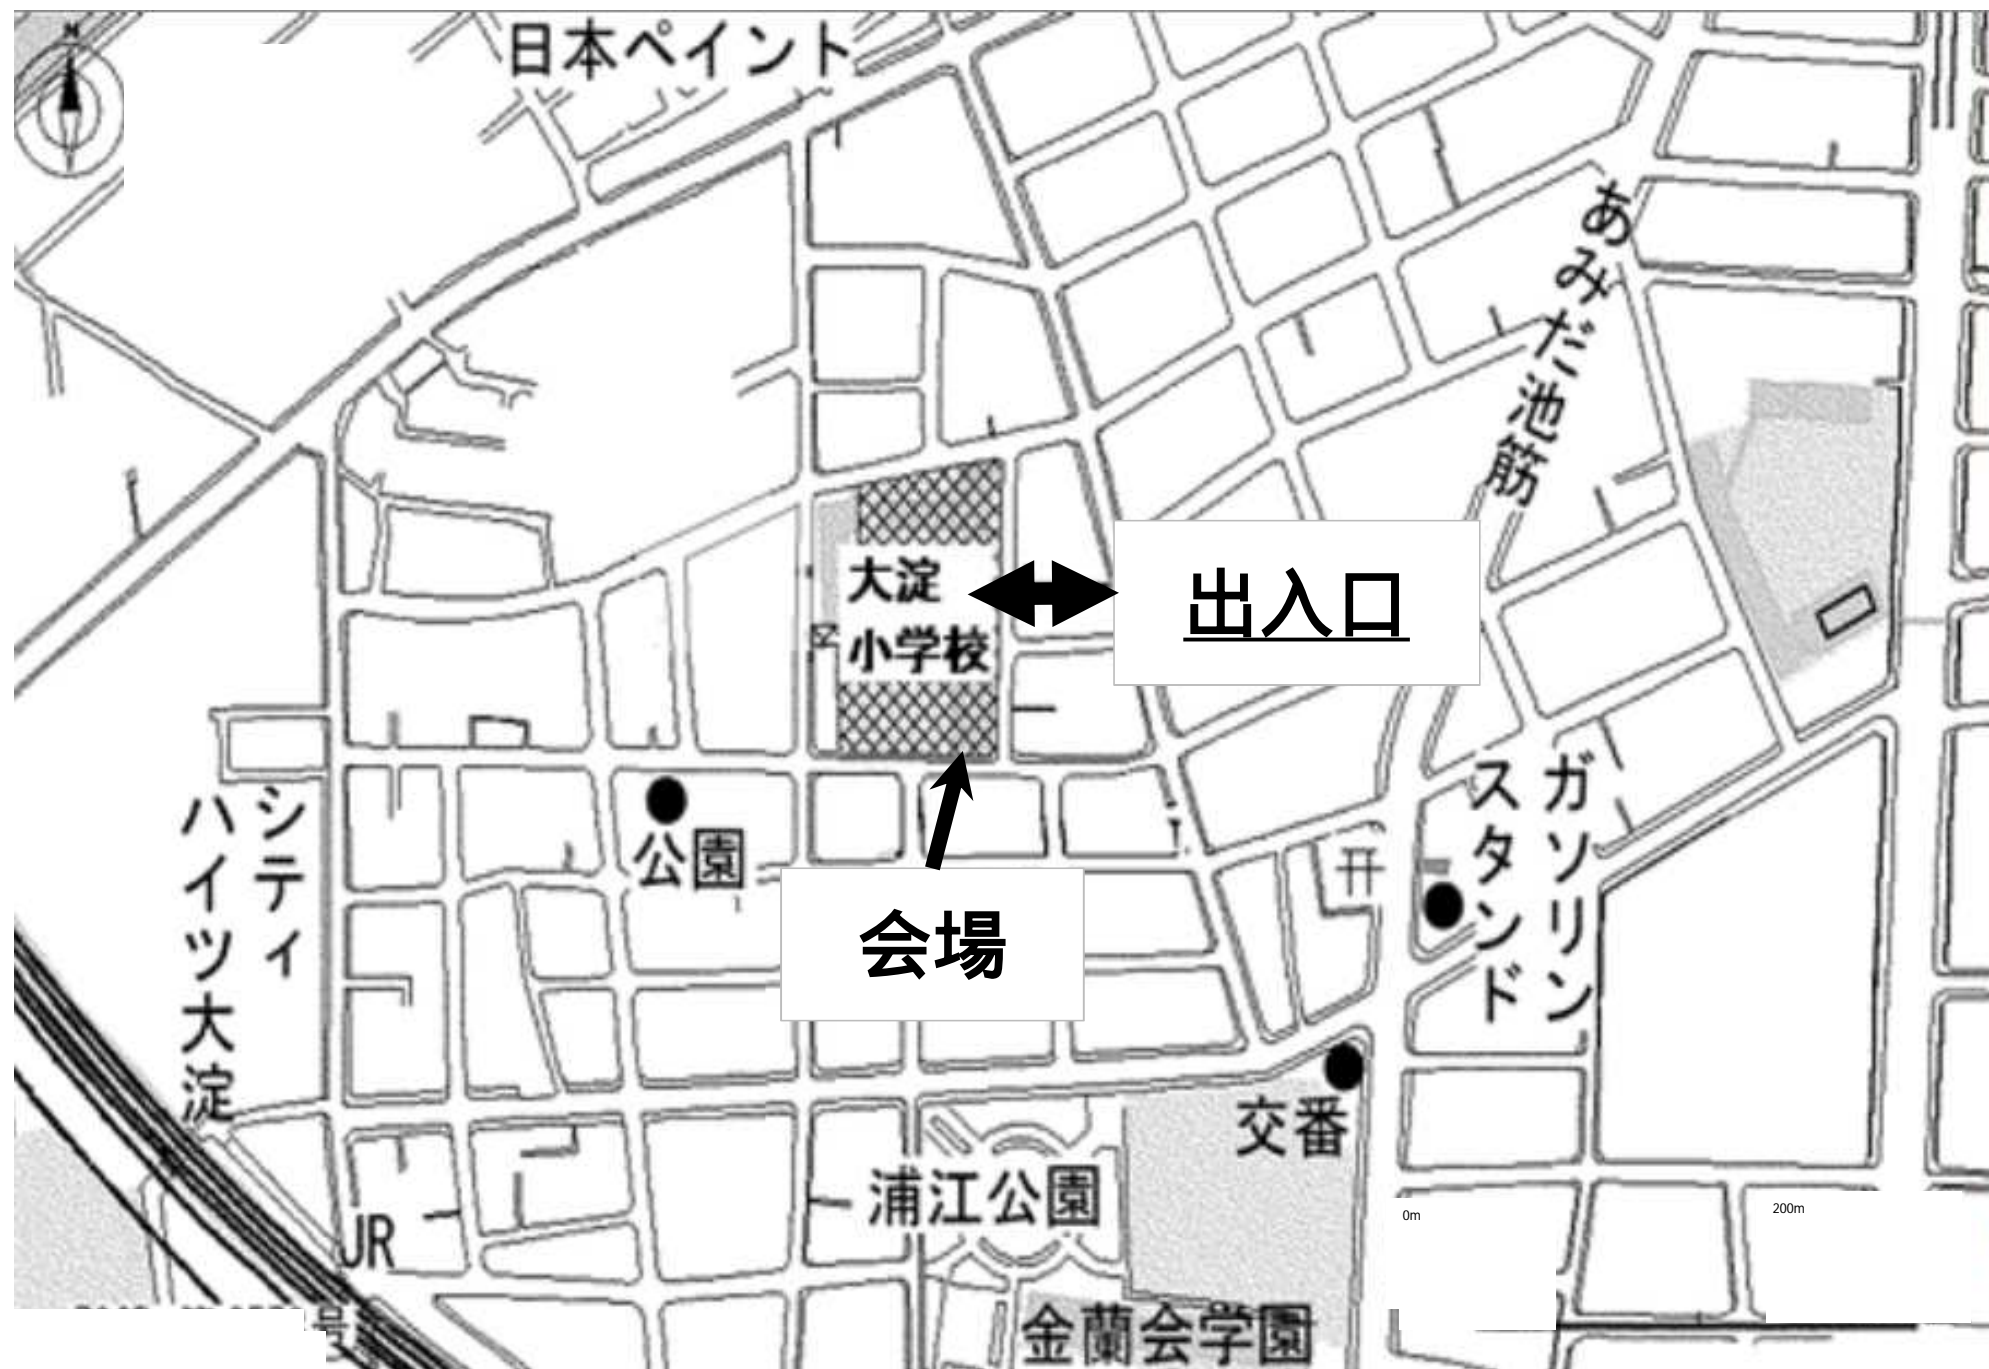 N
日本ペイント
あみだ池筋
大淀
小学校
出入口
ガソリン
スタンド
シティ
ハイツ大淀
公園
会場
交番
浦江公園
JR
0m
200m
金蘭会学園
号